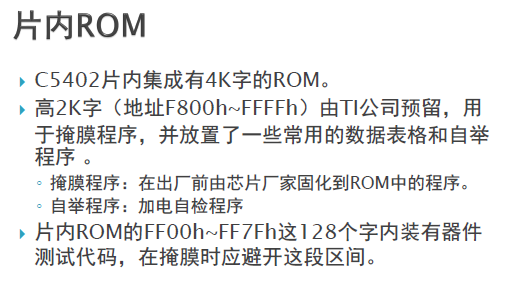 片内ROM
C5402片内集成有4K字的ROM。
高2K字（地址F800h~FFFFh）由TI公司预留，用
于掩膜程序，并放置了一些常用的数据表格和自举
程序 。
掩膜程序：在出厂前由芯片厂家固化到ROM中的程序。
自举程序：加电自检程序
片内ROM的FF00h~FF7Fh这128个字内装有器件
测试代码，在掩膜时应避开这段区间。